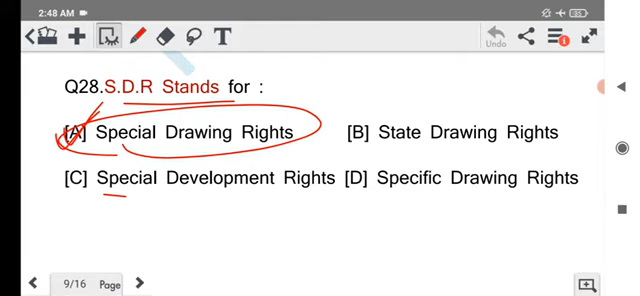 2:48 AM
35
T
Undo
Q28.S.D.R Stands for :
[A] Special Drawing Rights [B] State Drawing Rights
[C] Special Development Rights [D] Specific Drawing Rights
9/16 Page